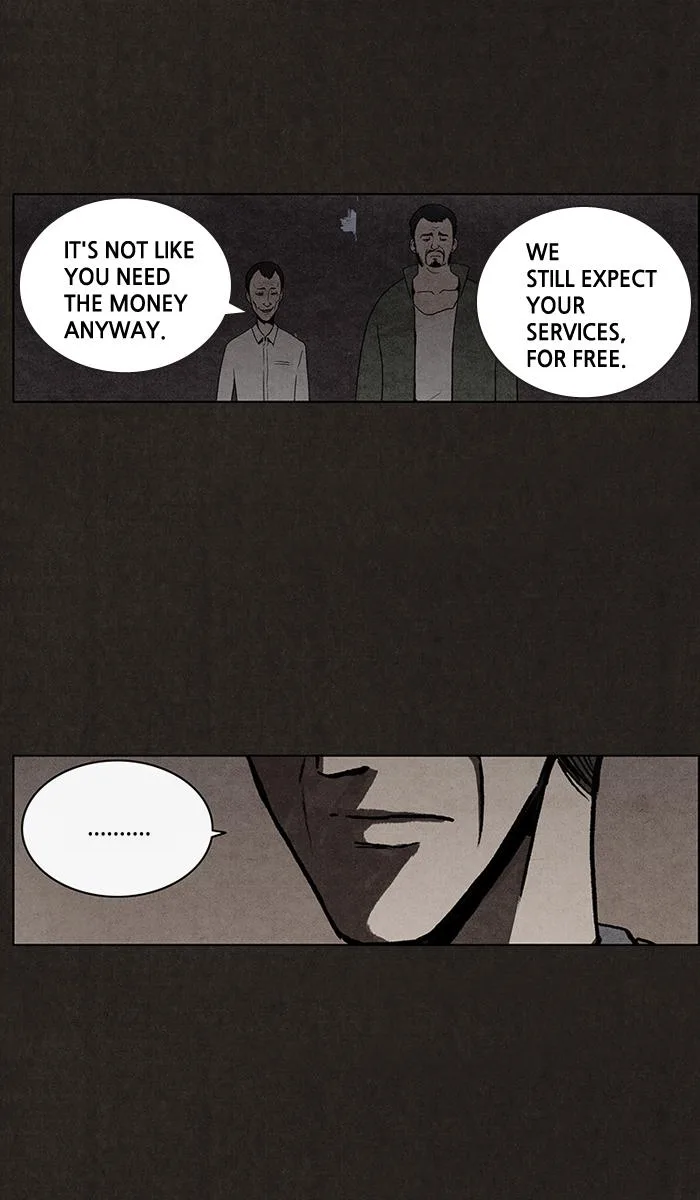 IT'S NOT LIKE
YOU NEED
THE MONEY
ANYWAY.
WE
STILL EXPECT
YOUR
SERVICES,
FOR FREE.
..........